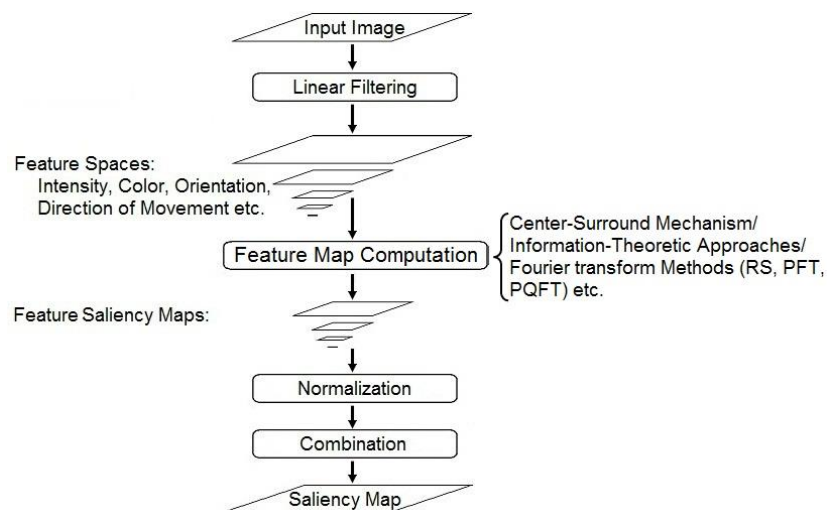 Input Image
Linear Filtering
Feature Spaces:
Intensity, Color, Orientation,
Direction of Movement etc.
Feature Map Computation
Center-Surround Mechanism/
Information-Theoretic Approaches/
Fourier transform Methods (RS, PFT,
PQFT) etc.
Feature Saliency Maps:
Normalization
Combination
Saliency Map